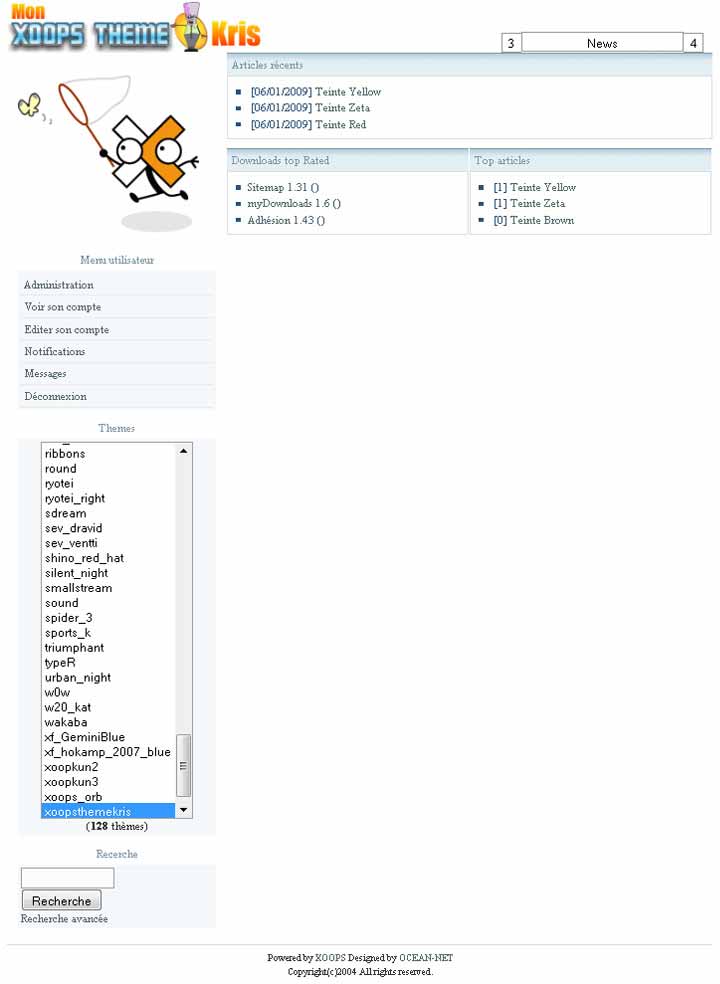 Mon
XOOPS THEME Kris
3 News 4
Articles récents
[06/01/2009] Teinte Yellow
[06/01/2009] Teinte Zeta
[06/01/2009] Teinte Red
Downloads top Rated
Sitemap 1.31 ()
myDownloads 1.6 ()
Adhésion 1.43 ()
Top articles
[1] Teinte Yellow
[1] Teinte Zeta
[0] Teinte Brown
Menu utilisateur
Administration
Voir son compte
Editer son compte
Notifications
Messages
Déconnexion
Themes
ribbons
round
ryotei
ryotei_right
sdream
sev_dravid
sev_ventti
shino_red_hat
silent_night
smallstream
sound
spider_3
sports_k
triumphant
typeR
urban_night
w0w
w20_kat
wakaba
xf_GeminiBlue
xf_hokamp_2007_blue
xoopkun2
xoopkun3
xoops_orb
xoopsthemekris
(128 thèmes)
Recerche
Recherche
Recherche avancée
Powered by XOOPS Designed by OCEAN-NET
Copyright(c)2004 All rights reserved.